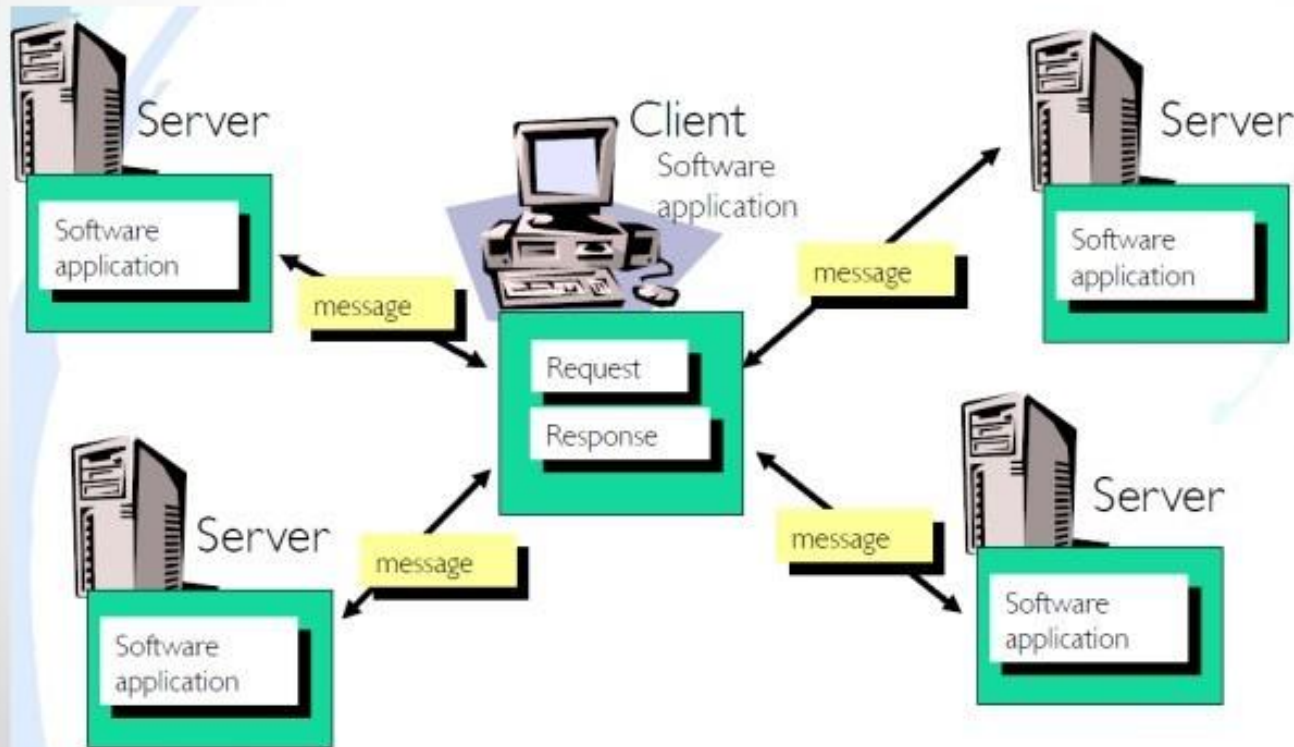 Server
Software
application
message
Client
Software
application
Request
Response
message
Server
Software
application
Server
Software
application
message
message
Server
Software
application